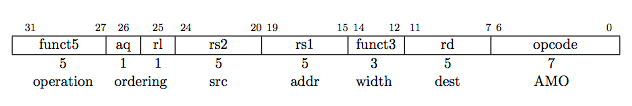 31 27 26 25 24 20 19 15 14 12 11 7 6 0
funct5 aq rl rs2 rs1 funct3 rd opcode
5 1 1 5 5 3 5 7
operation ordering src addr width dest AMO